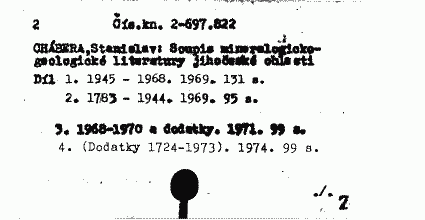 2 Čís.kn. 2-697.822
CHÁBERA,Stanislav: Soupis mineralogicko-
geologické literatury jihočeské oblasti
Díl 1. 1945 - 1968. 1969. 131 s.
2. 1783 - 1944. 1969. 95 s.
3. 1968-1970 a dodatky. 1971. 99 s.
4. (Dodatky 1724-1973). 1974. 99 s.
./. 2